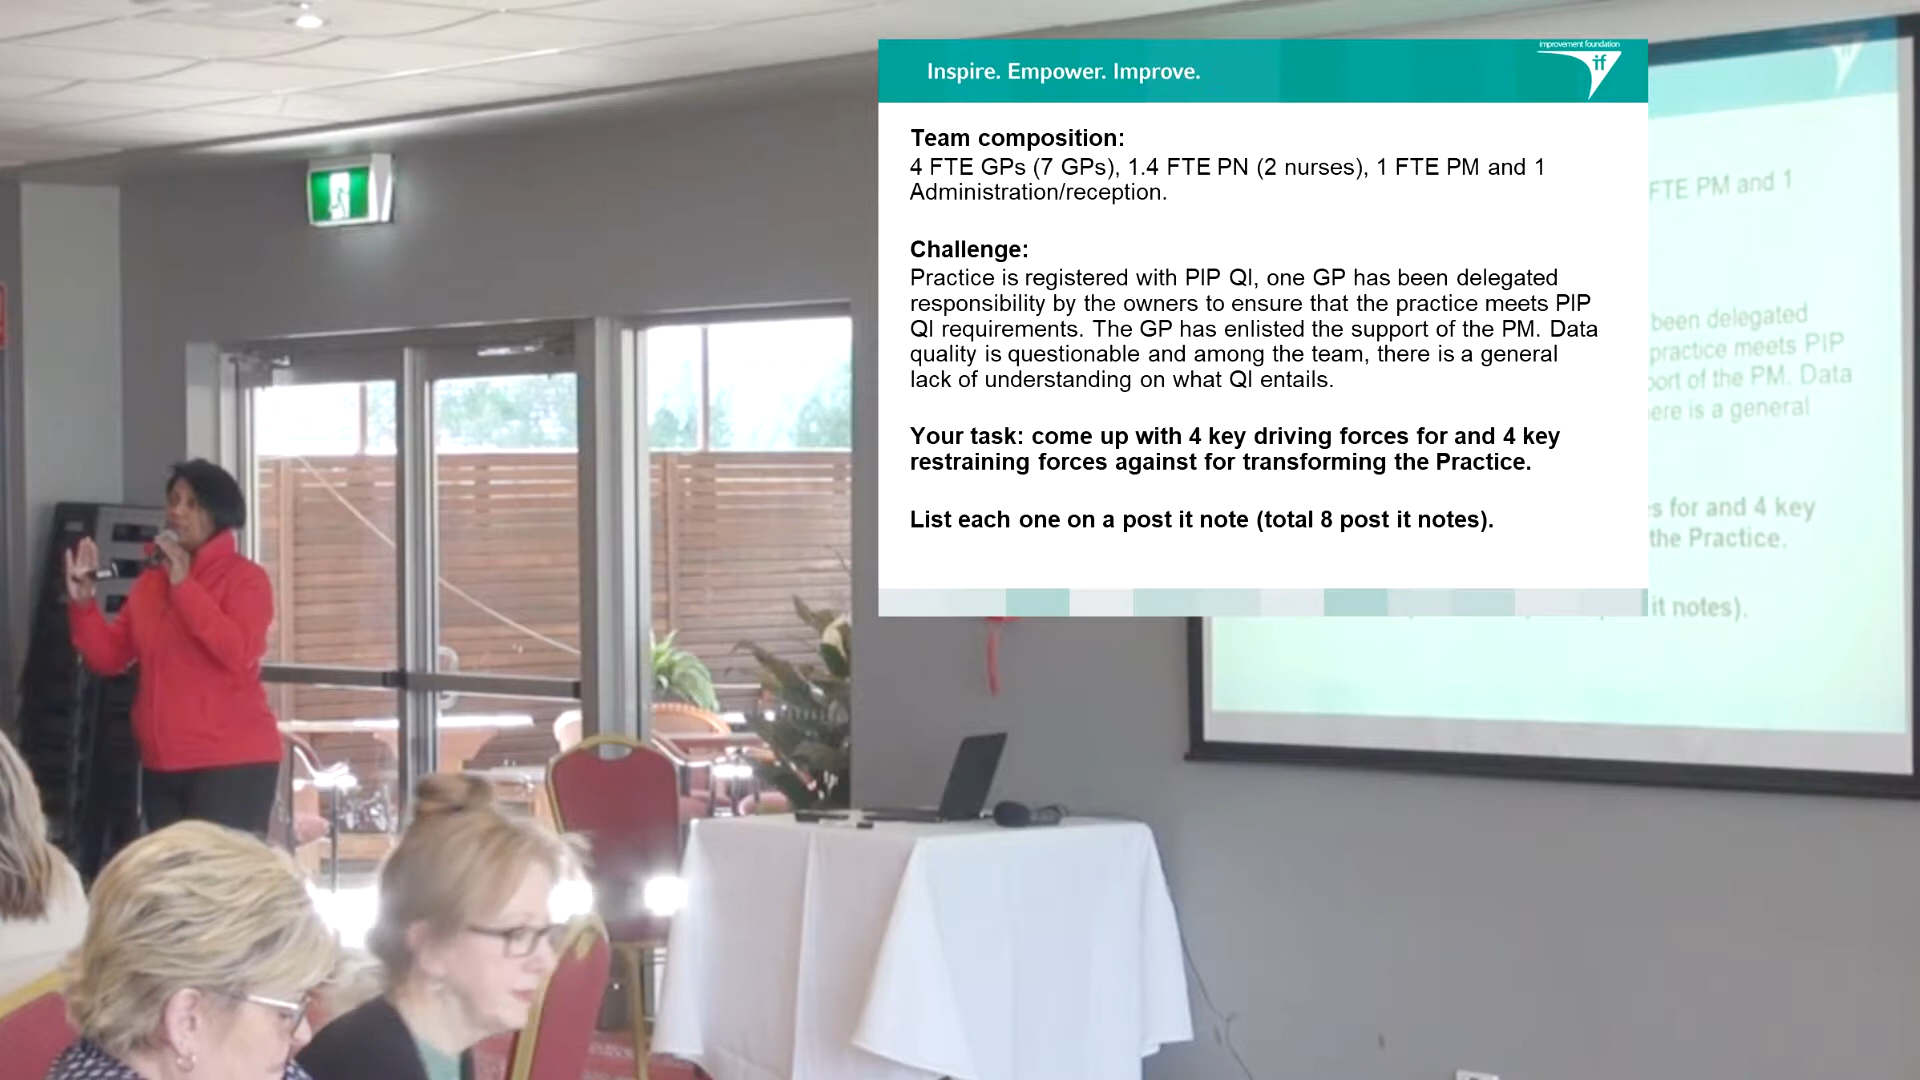 Inspire. Empower. Improve.
improvement foundation
if
Team composition:
4 FTE GPs (7 GPs), 1.4 FTE PN (2 nurses), 1 FTE PM and 1
Administration/reception.
Challenge:
Practice is registered with PIP QI, one GP has been delegated
responsibility by the owners to ensure that the practice meets PIP
QI requirements. The GP has enlisted the support of the PM. Data
quality is questionable and among the team, there is a general
lack of understanding on what QI entails.
Your task: come up with 4 key driving forces for and 4 key
restraining forces against for transforming the Practice.
List each one on a post it note (total 8 post it notes).
FTE PM and 1
been delegated
practice meets PIP
port of the PM. Data
ere is a general
s for and 4 key
the Practice.
it notes).